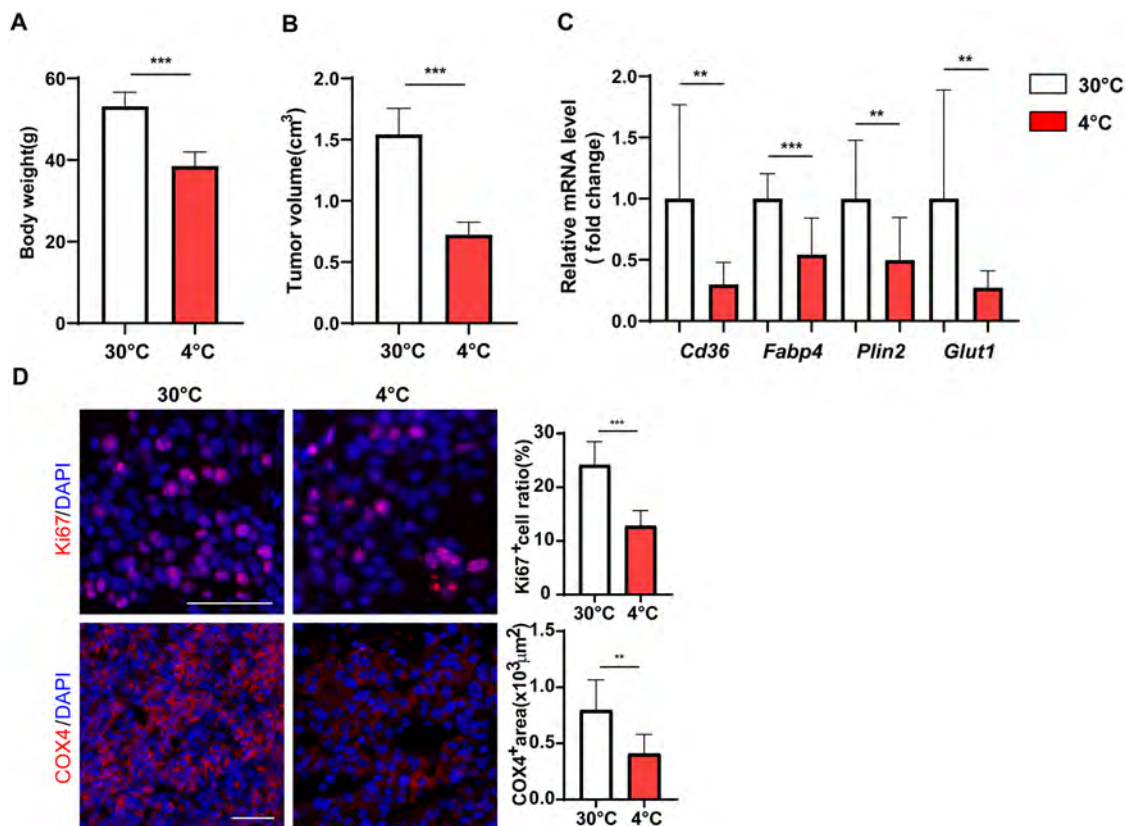 A
***
Body weight(g)
60
40
20
0
30°C
4°C
B
***
Tumor volume(cm³)
2.0
1.5
1.0
0.5
0.0
30°C
4°C
C
Relative mRNA level
( fold change)
2.0
1.5
1.0
0.5
0.0
**
***
**
**
Cd36
Fabp4
Plin2
Glut1
30°C
4°C
D
30°C
4°C
Ki67/DAPI
COX4/DAPI
***
Ki67⁺cell ratio(%)
30
20
10
0
30°C
4°C
**
COX4⁺area(x10³μm²)
1.5
1.0
0.5
0.0
30°C
4°C